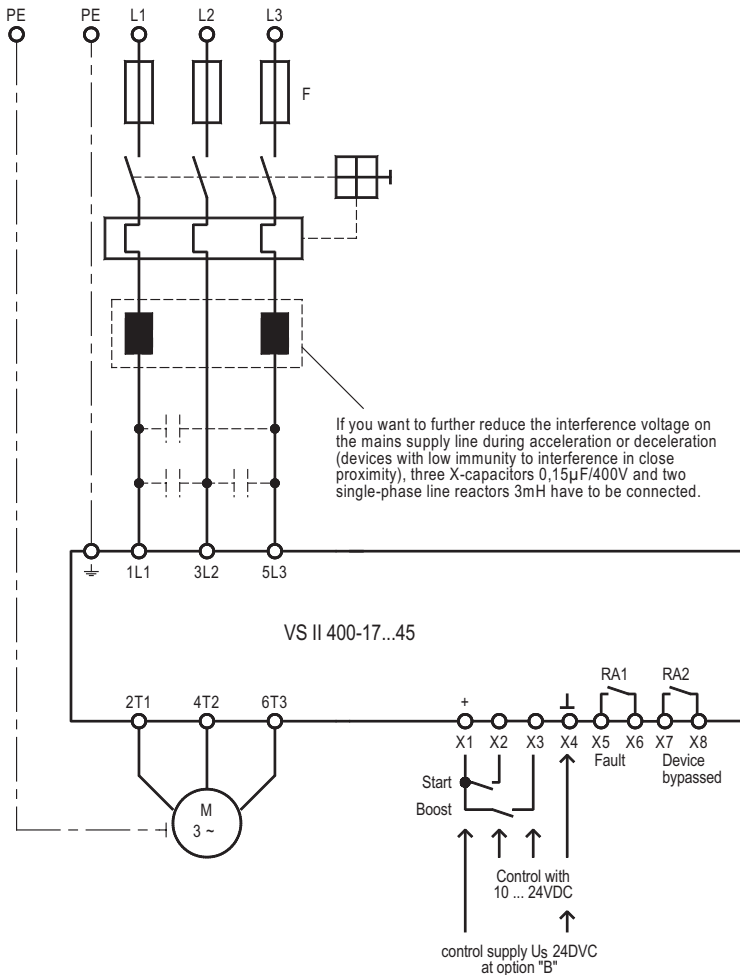 PE PE L1 L2 L3
F
If you want to further reduce the interference voltage on
the mains supply line during acceleration or deceleration
(devices with low immunity to interference in close
proximity), three X-capacitors 0,15µF/400V and two
single-phase line reactors 3mH have to be connected.
1L1 3L2 5L3
VS II 400-17...45
RA1 RA2
2T1 4T2 6T3 +
X1 X2 X3 X4 X5 X6 X7 X8
Fault Device
bypassed
Start
Boost
M
3 ~
Control with
10 ... 24VDC
control supply Us 24DVC
at option "B"